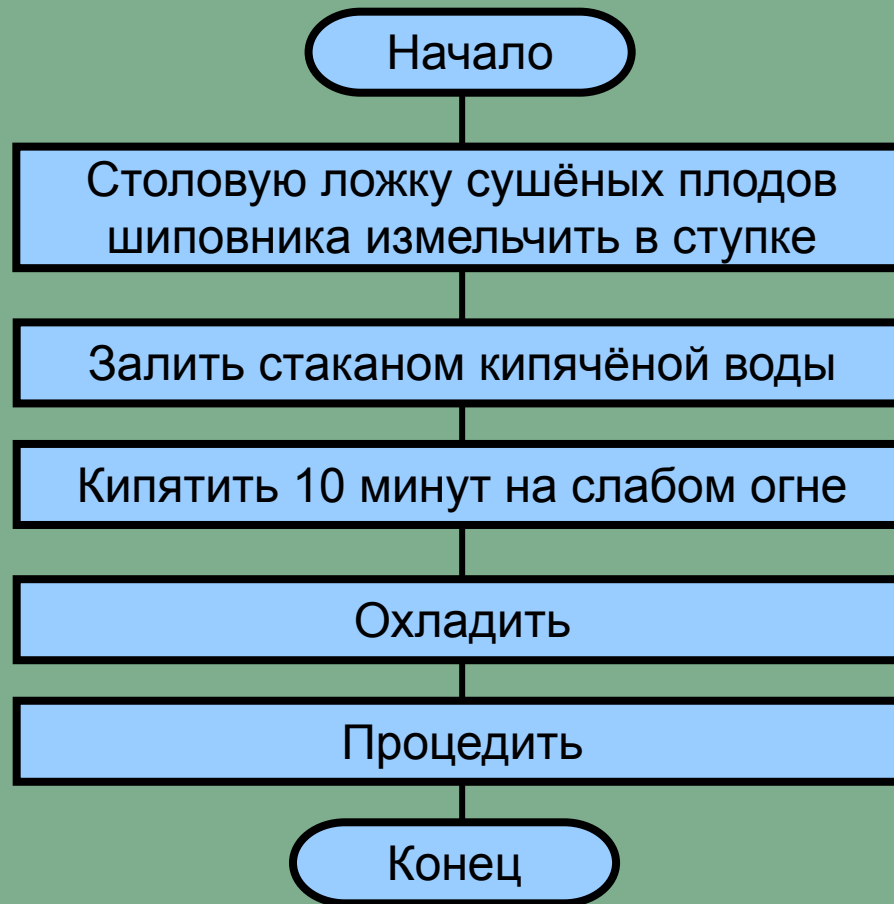 Начало
Столовую ложку сушёных плодов
шиповника измельчить в ступке
Залить стаканом кипячёной воды
Кипятить 10 минут на слабом огне
Охладить
Процедить
Конец